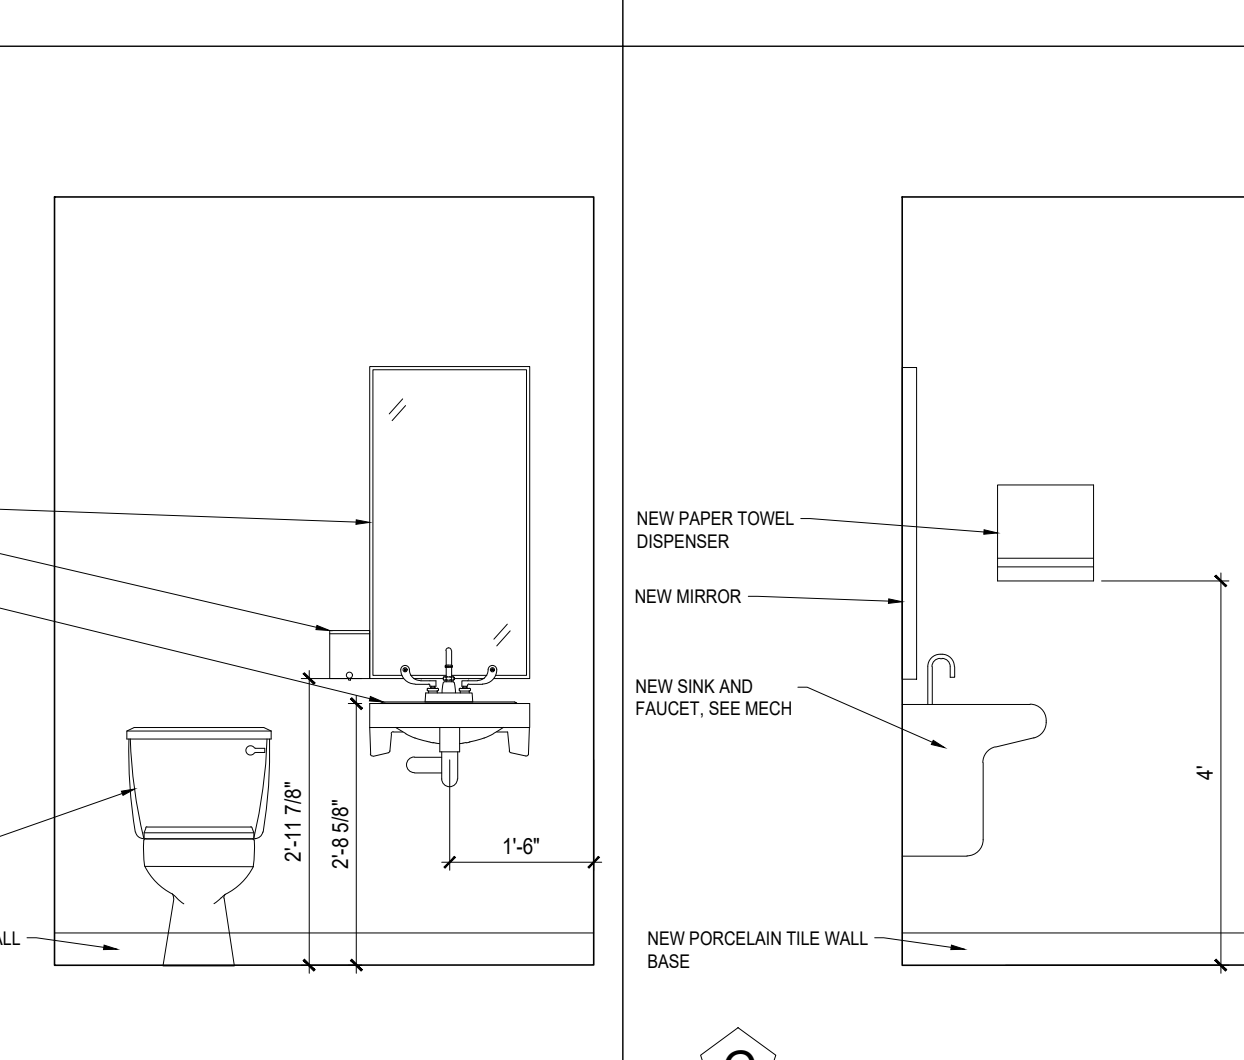 NEW PAPER TOWEL
DISPENSER
NEW MIRROR
NEW SINK AND
FAUCET, SEE MECH
2'-11 7/8"
2'-8 5/8"
1'-6"
4'
NEW PORCELAIN TILE WALL
BASE